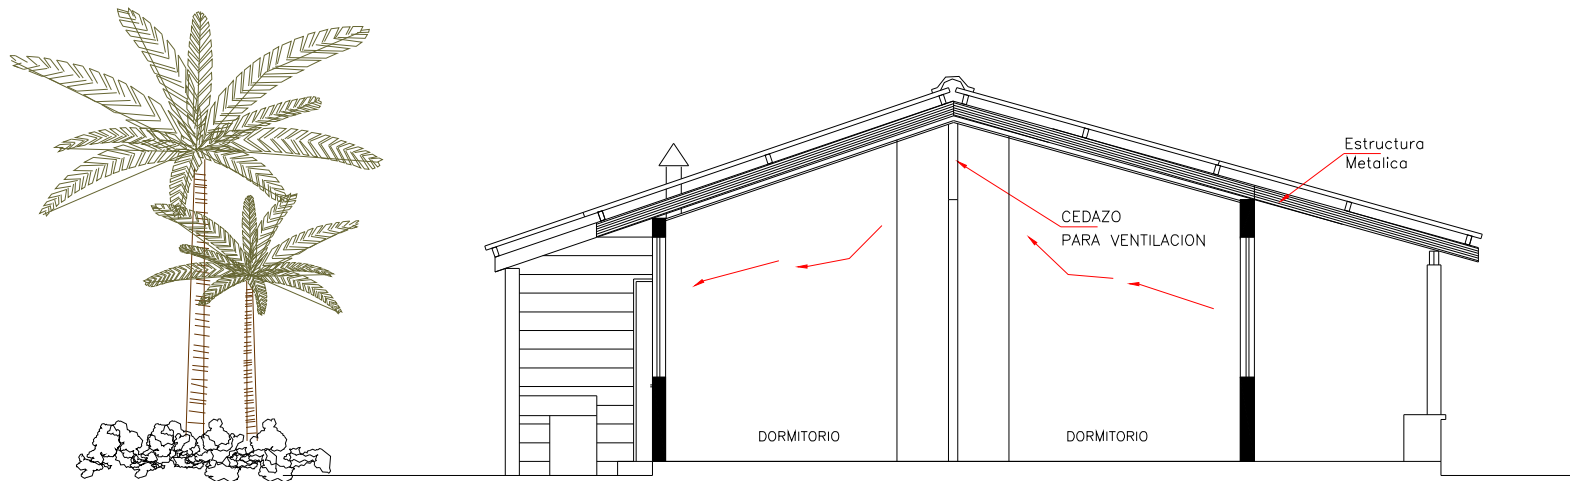 Estructura
Metalica
CEDAZO
PARA VENTILACION
DORMITORIO
DORMITORIO